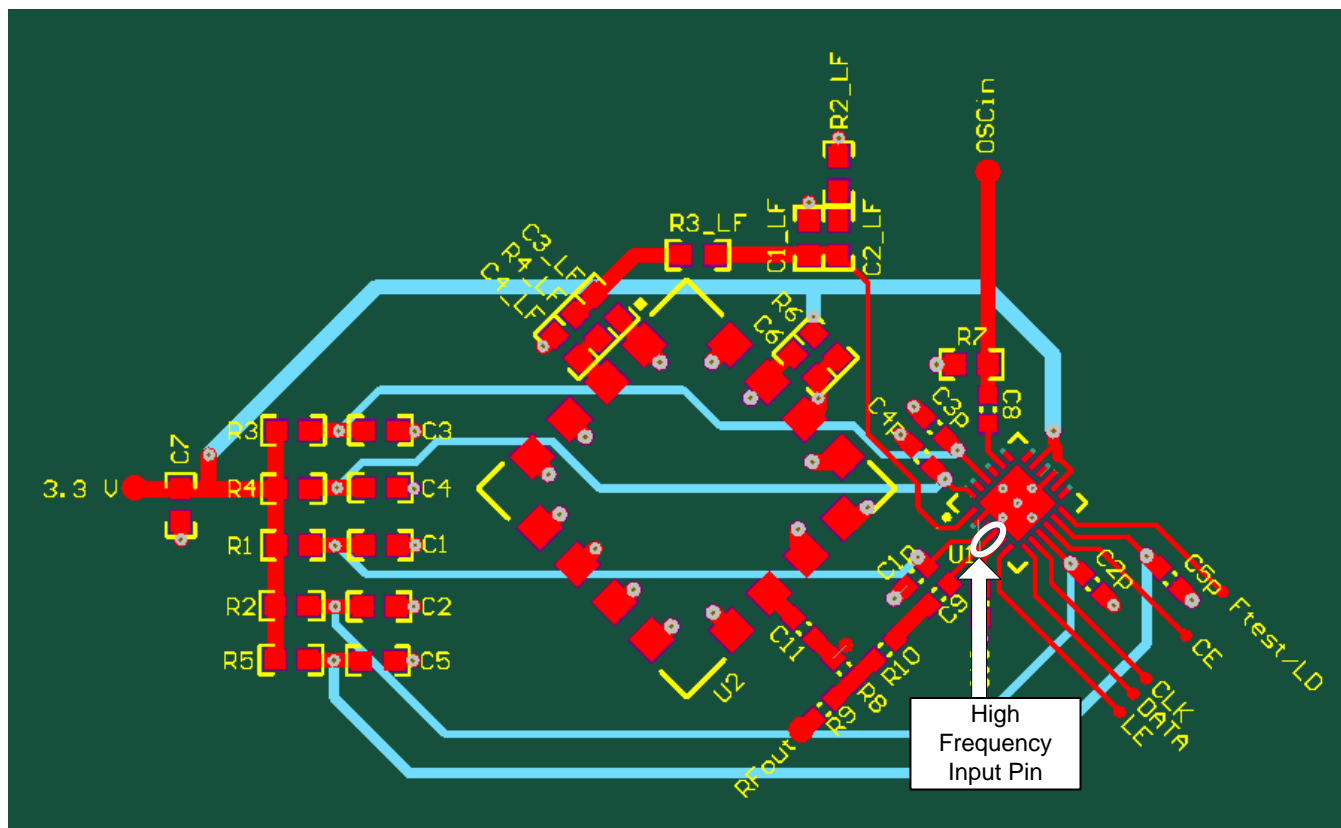 R2_LF
OSCin
R3_LF
C1_LF
C2_LF
C3_LF
R4_LF
C4_LF
R6
C6
R7
C8
C3p
C4p
C7
R3
C3
3.3 V
R4
C4
R1
C1
R2
C2
R5
C5
U1
C1p
C9
C2p
C5p
Ftest/LD
CE
CLK
DATA
LE
C11
R10
R8
R9
U2
RFout
High
Frequency
Input Pin